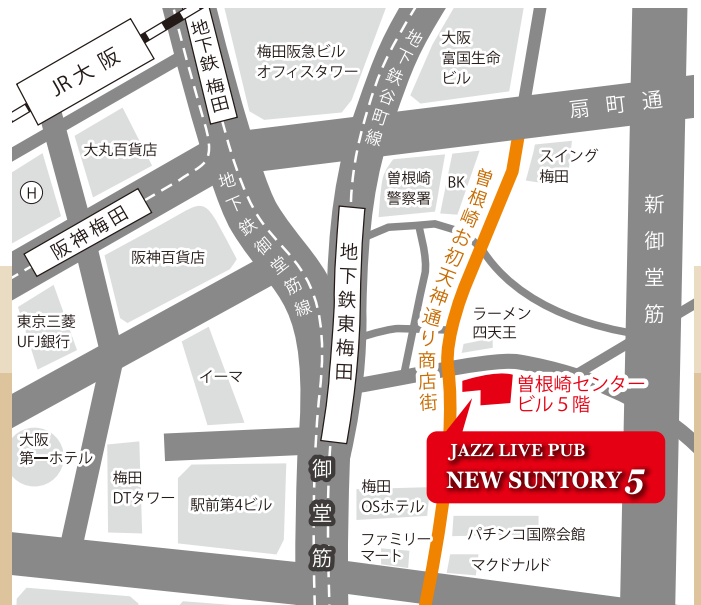 JR大阪
地下鉄梅田
梅田阪急ビル
オフィスタワー
地下鉄谷町線
大阪
富国生命
ビル
扇町通
大丸百貨店
H
阪神梅田
阪神百貨店
地下鉄御堂筋線
曽根崎
警察署
BK
曽根崎お初天神通り商店街
スイング
梅田
新御堂筋
地下鉄東梅田
東京三菱
UFJ銀行
イーマ
ラーメン
四天王
曽根崎センター
ビル5階
JAZZ LIVE PUB
NEW SUNTORY 5
大阪
第一ホテル
梅田
DTタワー
駅前第4ビル
御堂筋
梅田
OSホテル
ファミリー
マート
パチンコ国際会館
マクドナルド